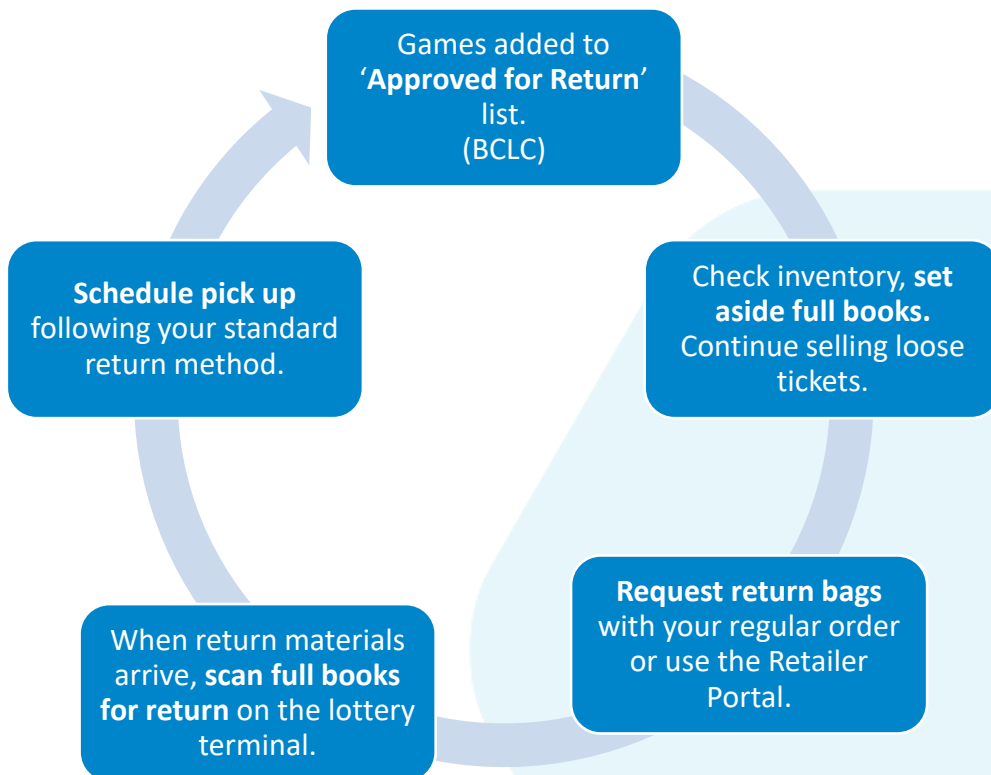 Games added to
‘Approved for Return’
list.
(BCLC)
Check inventory, set
aside full books.
Continue selling loose
tickets.
Request return bags
with your regular order
or use the Retailer
Portal.
When return materials
arrive, scan full books
for return on the lottery
terminal.
Schedule pick up
following your standard
return method.